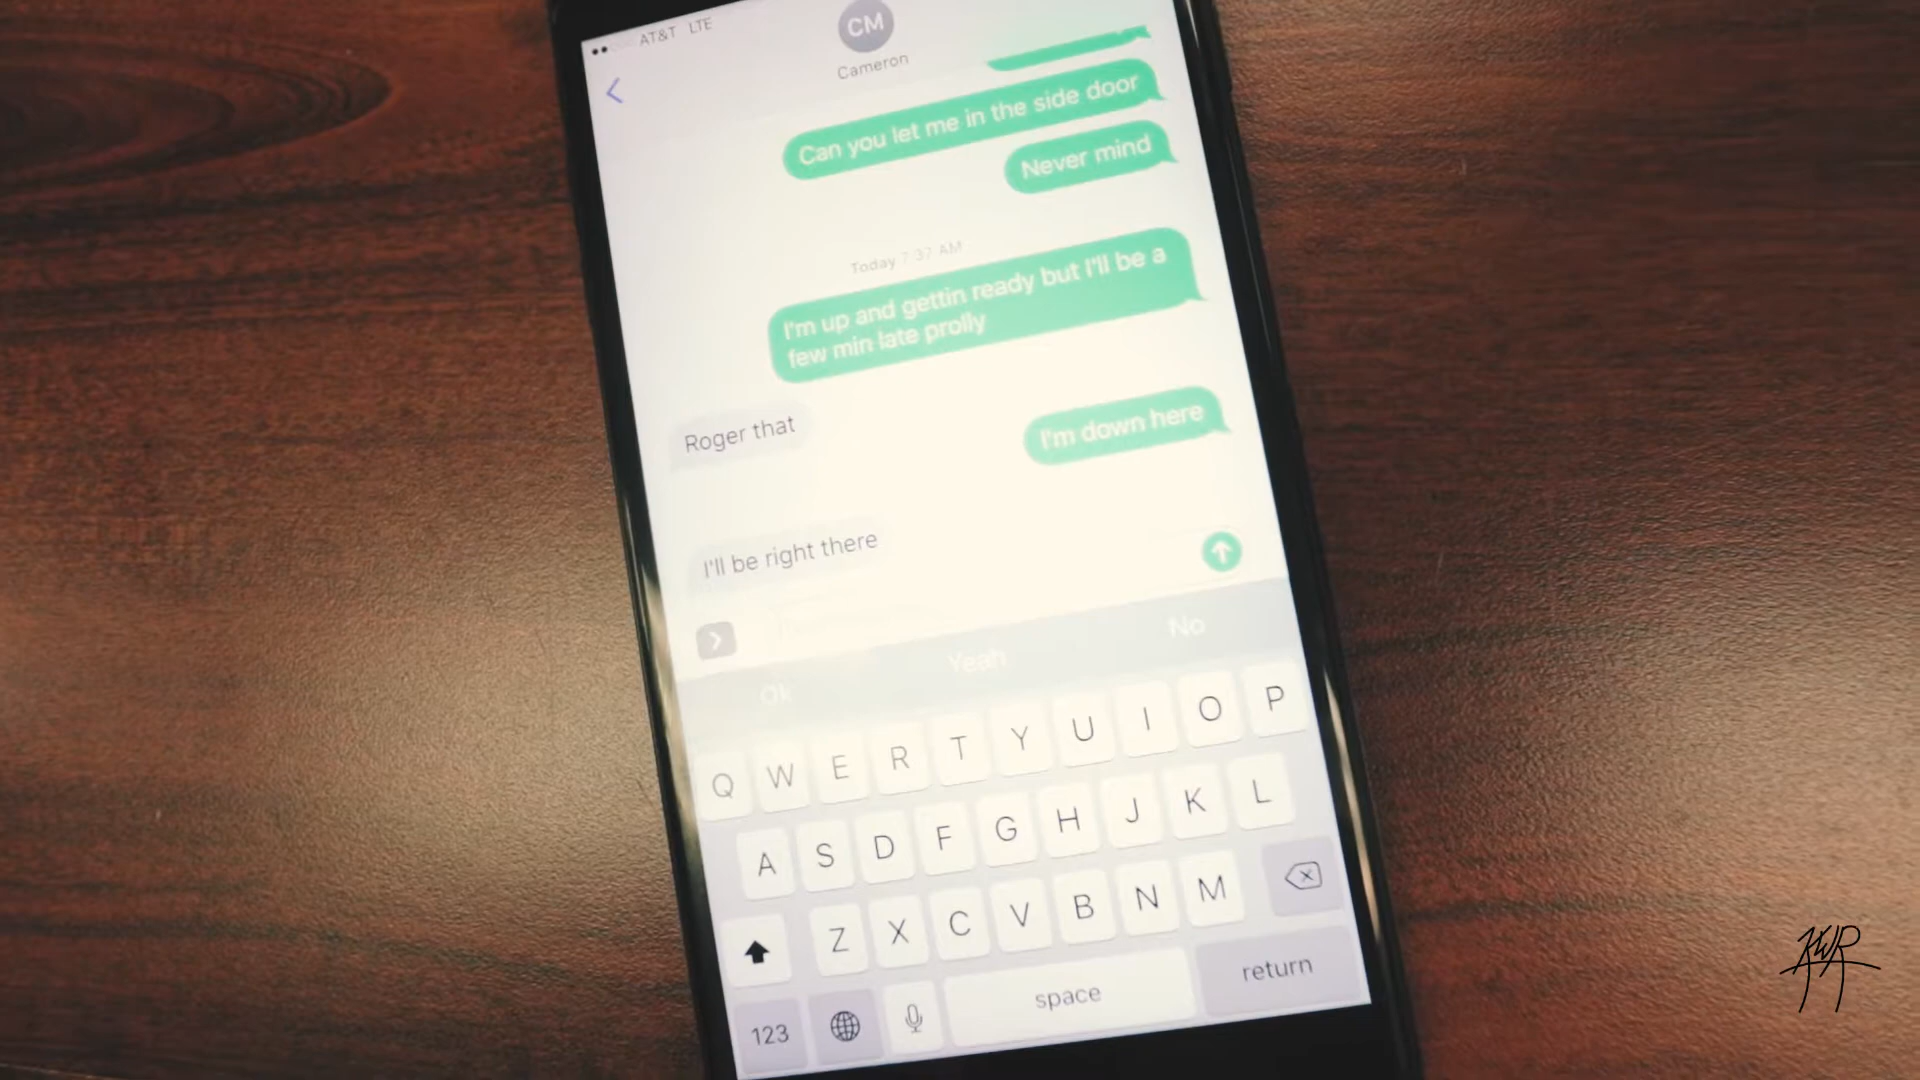 AT&T LTE
CM
Cameron
Can you let me in the side door
Never mind
Today 7:37 AM
I'm up and gettin ready but I'll be a
few min late prolly
Roger that
I'm down here
I'll be right there
Ok Yeah No
Q W E R T Y U I O P
A S D F G H J K L
Z X C V B N M
123 space return